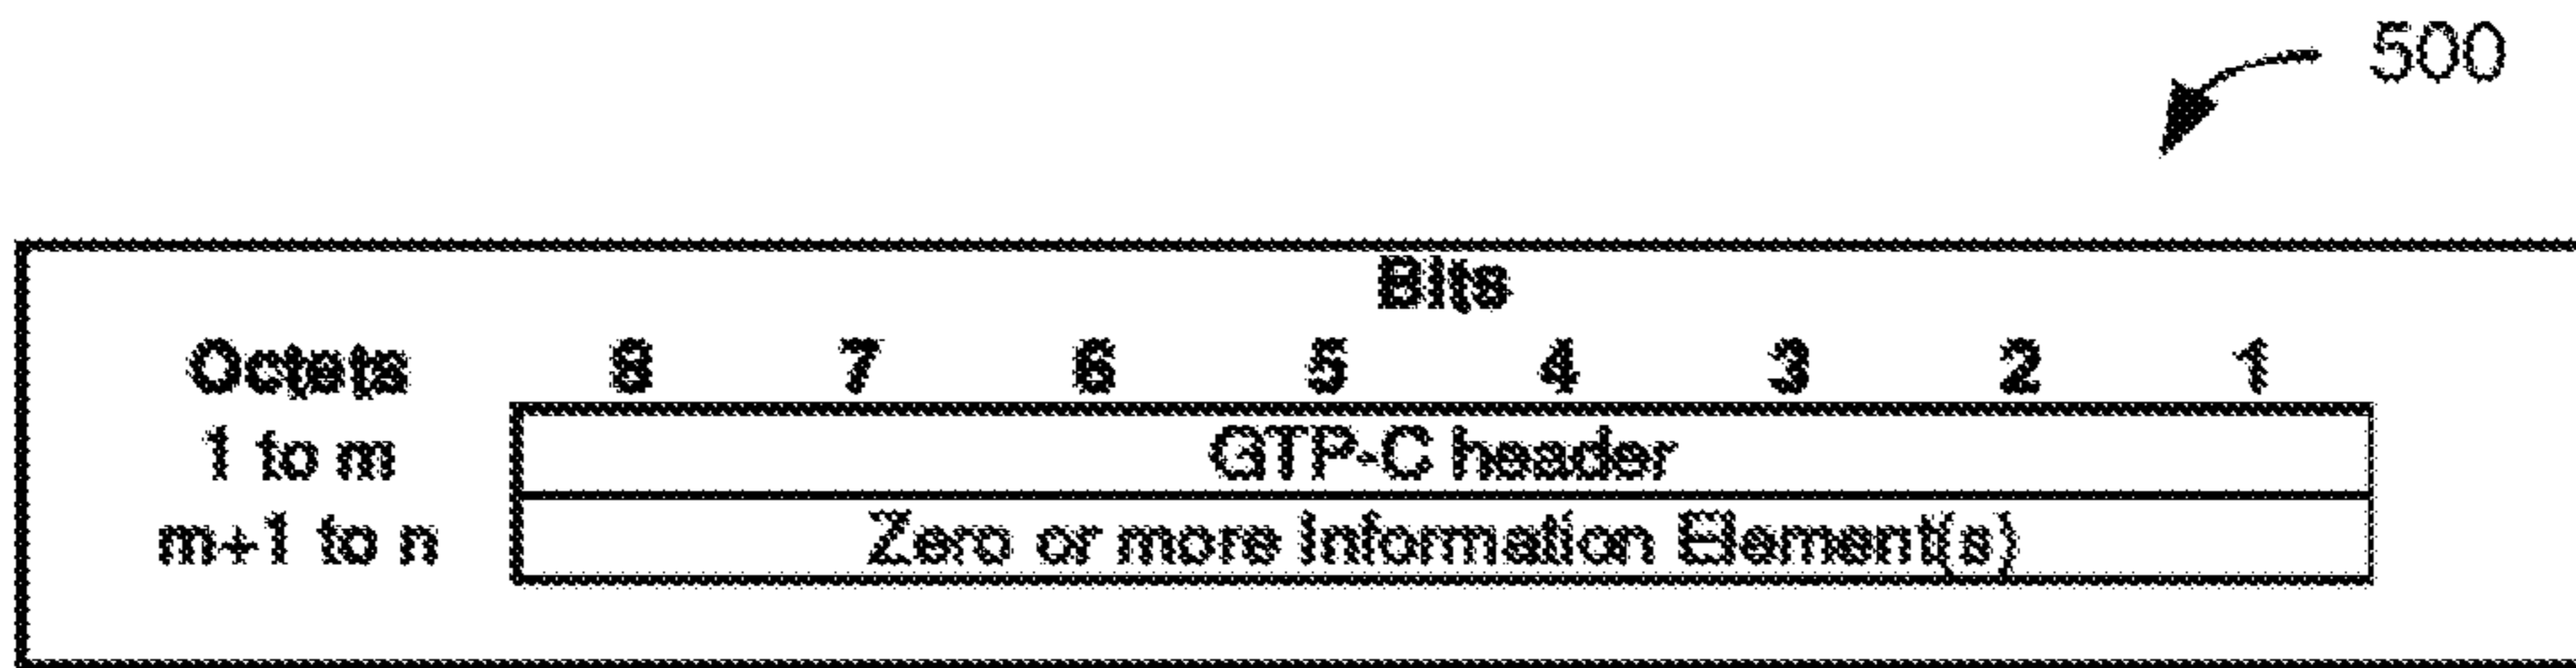 500
Bits
Octets 8 7 6 5 4 3 2 1
1 to m GTP-C header
m+1 to n Zero or more Information Element(s)